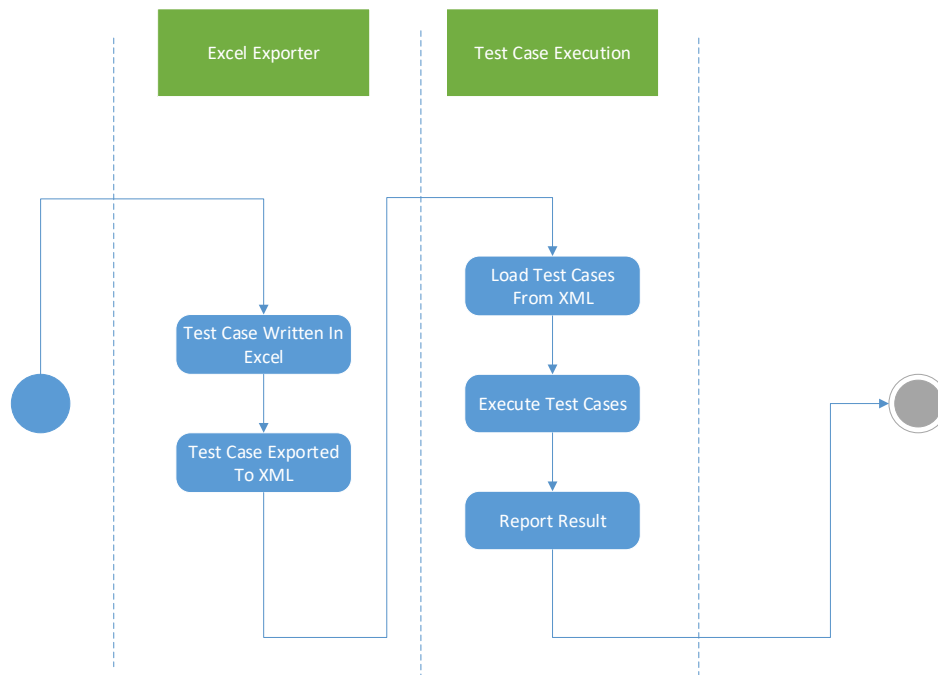 Excel Exporter
Test Case Execution
Test Case Written In
Excel
Test Case Exported
To XML
Load Test Cases
From XML
Execute Test Cases
Report Result